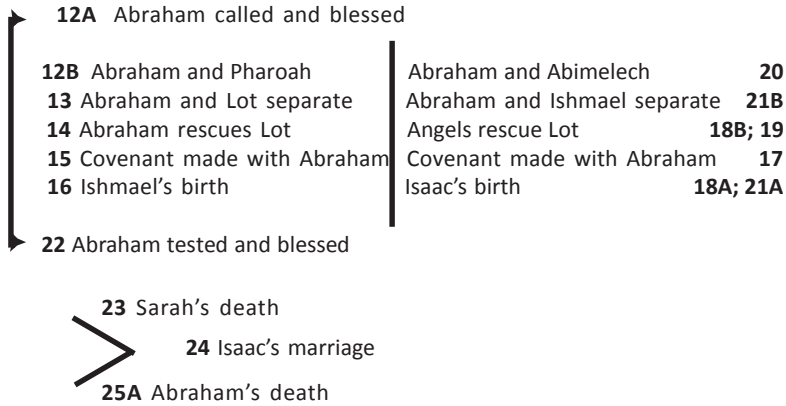 12A Abraham called and blessed
12B Abraham and Pharoah Abraham and Abimelech 20
13 Abraham and Lot separate Abraham and Ishmael separate 21B
14 Abraham rescues Lot Angels rescue Lot 18B; 19
15 Covenant made with Abraham Covenant made with Abraham 17
16 Ishmael's birth Isaac's birth 18A; 21A
22 Abraham tested and blessed
23 Sarah's death
24 Isaac's marriage
25A Abraham's death